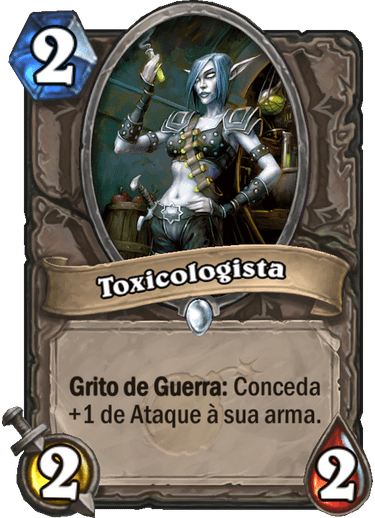 2
Toxicologista
Grito de Guerra: Conceda
+1 de Ataque à sua arma.
2
2